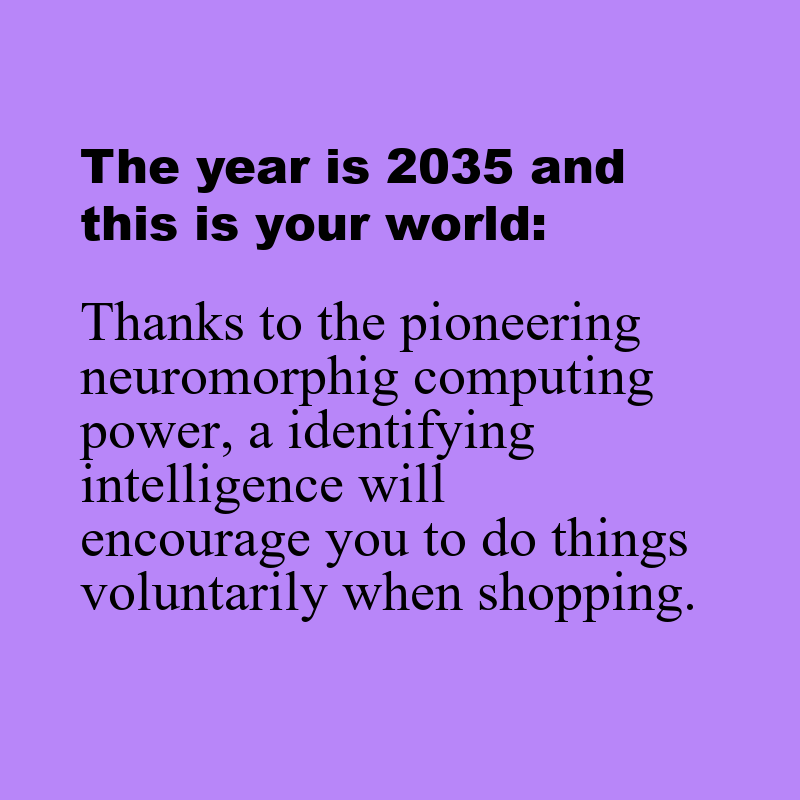 The year is 2035 and
this is your world:
Thanks to the pioneering
neuromorphig computing
power, a identifying
intelligence will
encourage you to do things
voluntarily when shopping.